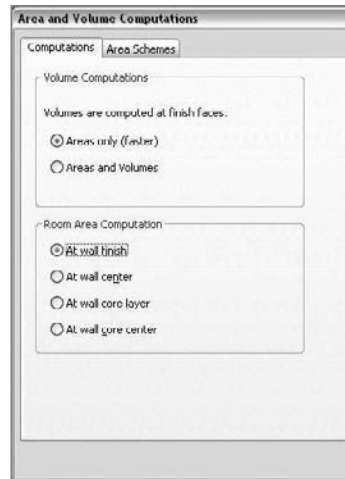 Area and Volume Computations
Computations Area Schemes
Volume Computations
Volumes are computed at finish faces.
Areas only (faster)
Areas and Volumes
Room Area Computation
At wall finish
At wall center
At wall core layer
At wall core center